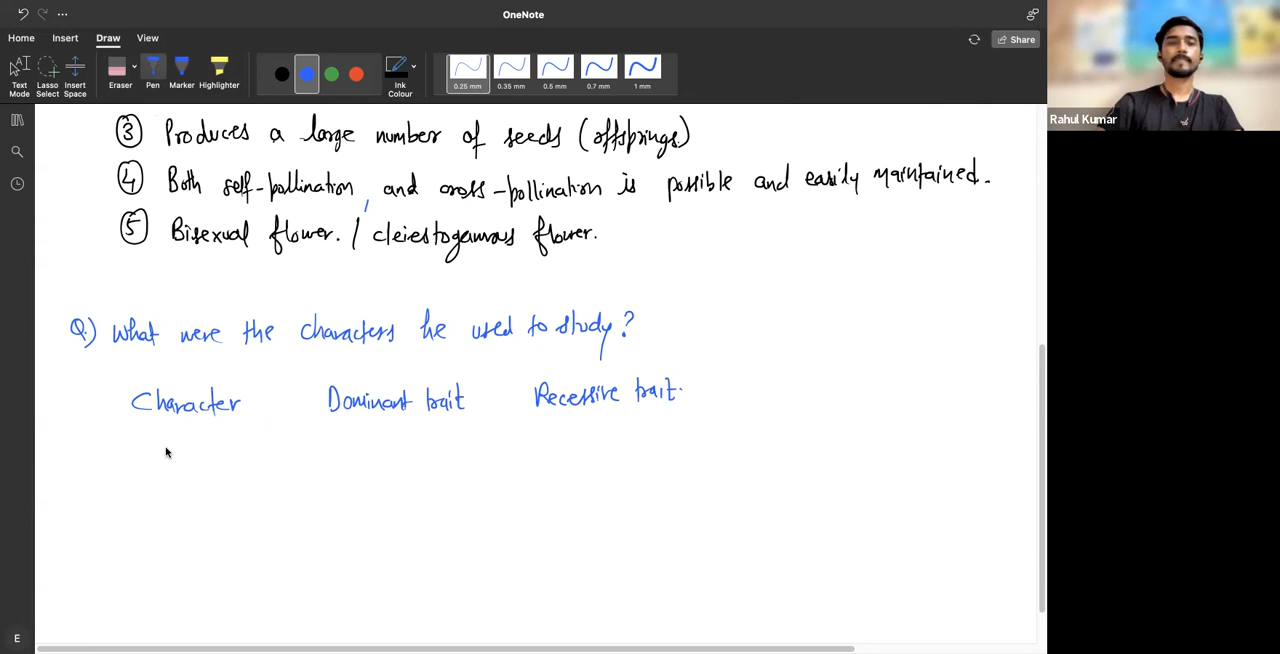 OneNote
Home Insert Draw View
Share
Text Mode
Lasso Select
Insert Space
Eraser
Pen
Marker
Highlighter
Ink Colour
0.25 mm
0.35 mm
0.5 mm
0.7 mm
1 mm
Rahul Kumar
③ Produces a large number of seeds (offsprings)
④ Both self-pollination and cross-pollination is possible and easily maintained.
⑤ Bisexual flower. / cleiestogamous flower.
Q.) What were the characters he used to study?
Character Dominant trait Recessive trait.
E